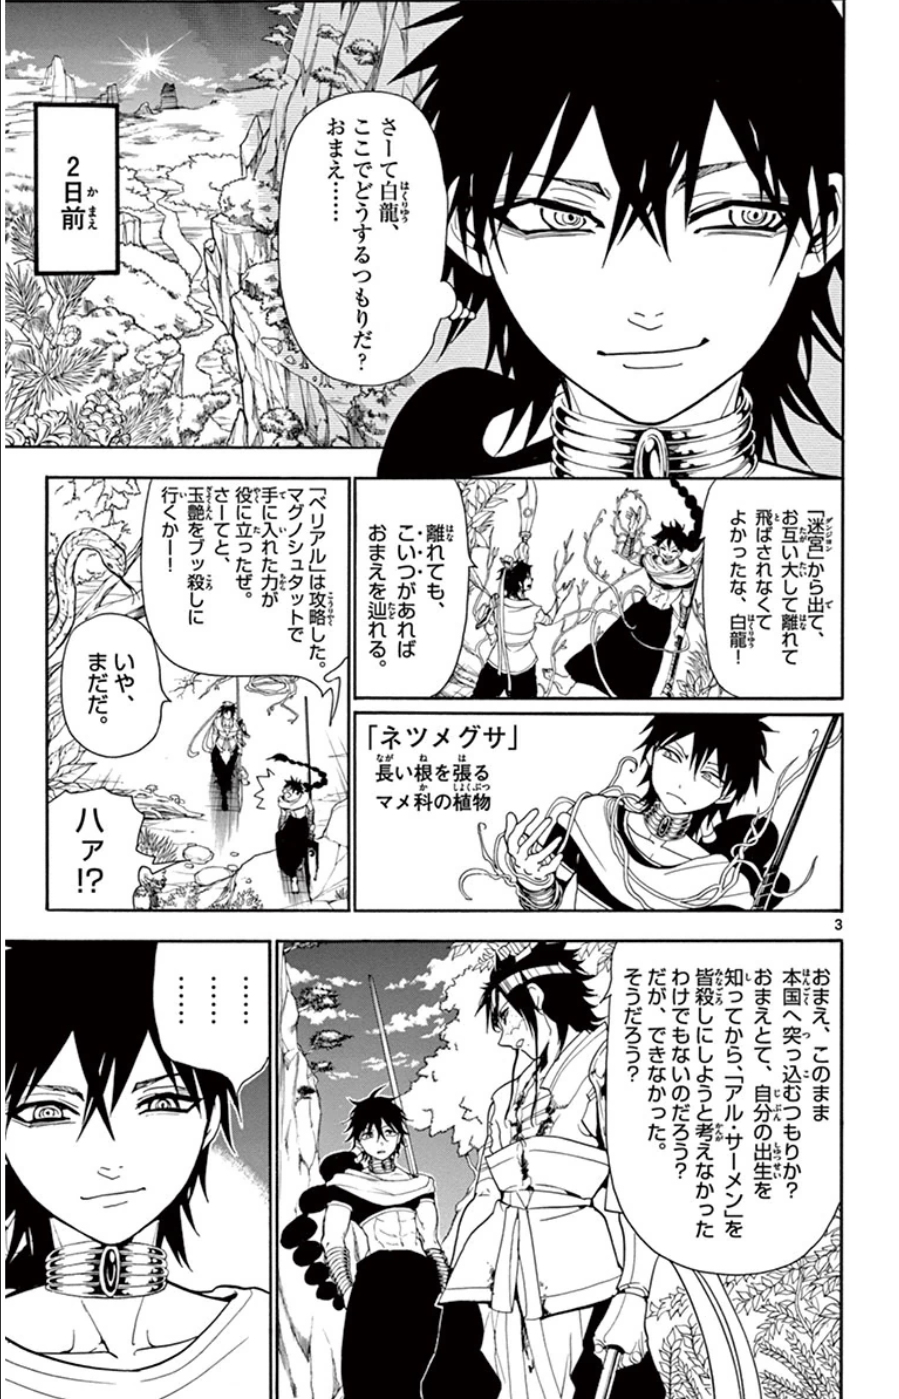 さーて白龍、
ここでどうするつもりだ?
おまえ……
2日前
「迷宮」から出て、
お互い大して離れて
飛ばされなくて
よかったな、白龍!
離れても、
こいつがあれば
おまえを辿れる。
「ネツメグサ」
長い根を張る
マメ科の植物
「ベリアル」は攻略した。
マグノシュタットで
手に入れた力が
役に立ったぜ。
さーてと、
玉艶をブッ殺しに
行くかー!
いや、
まだだ。
ハァ!?
3
おまえ、このまま
本国へ突っ込むつもりか?
おまえとて、自分の出生を
知ってから、「アル・サーメン」を
皆殺しにしようと考えなかった
わけでもないのだろう?
だが、できなかった。
そうだろう?
………
………